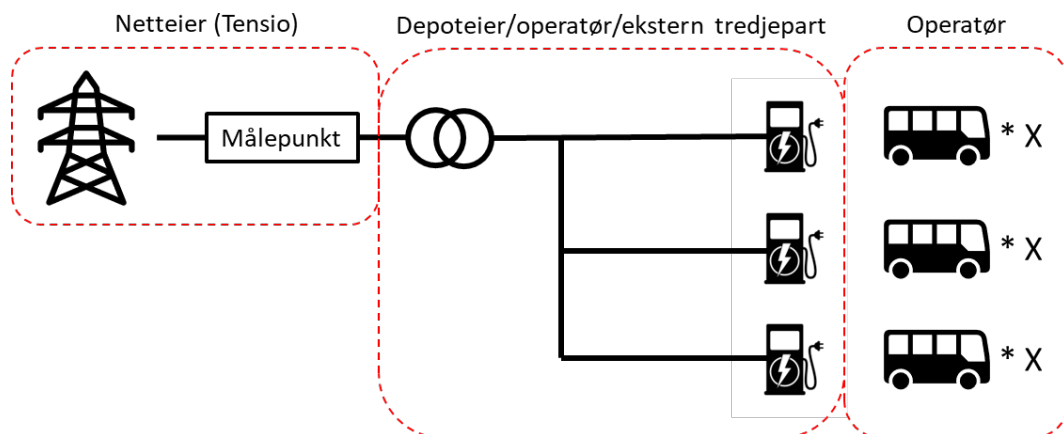 Netteier (Tensio)
Depoteier/operatør/ekstern tredjepart
Operatør
Målepunkt
* X
* X
* X